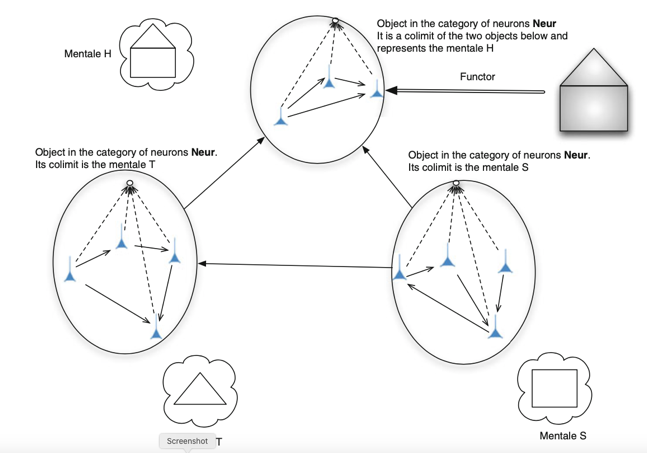 Object in the category of neurons Neur
It is a colimit of the two objects below and
represents the mentale H
Mentale H
Functor
Object in the category of neurons Neur.
Its colimit is the mentale T
Object in the category of neurons Neur.
Its colimit is the mentale S
Screenshot
T
Mentale S